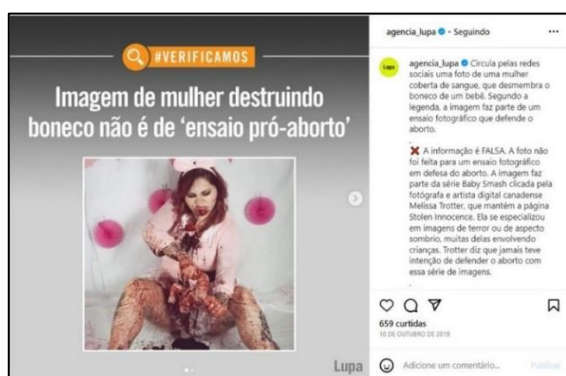 #VERIFICAMOS
Imagem de mulher destruindo
boneco não é de ‘ensaio pró-aborto’
Lupa
agencia_lupa • Seguindo
Lupa
agencia_lupa Circula pelas redes
sociais uma foto de uma mulher
coberta de sangue, que desmembra o
boneco de um bebê. Segundo a
legenda, a imagem faz parte de um
ensaio fotográfico que defende o
aborto.
.
❌ A informação é FALSA. A foto não
foi feita para um ensaio fotográfico
em defesa do aborto. A imagem faz
parte da série Baby Smash clicada pela
fotógrafa e artista digital canadense
Melissa Trotter, que mantém a página
Stolen Innocence. Ela se especializou
em imagens de terror ou de aspecto
sombrio, muitas delas envolvendo
crianças. Trotter diz que jamais teve
intenção de defender o aborto com
essa série de imagens.
.
659 curtidas
10 DE OUTUBRO DE 2019
Adicione um comentário... Publicar